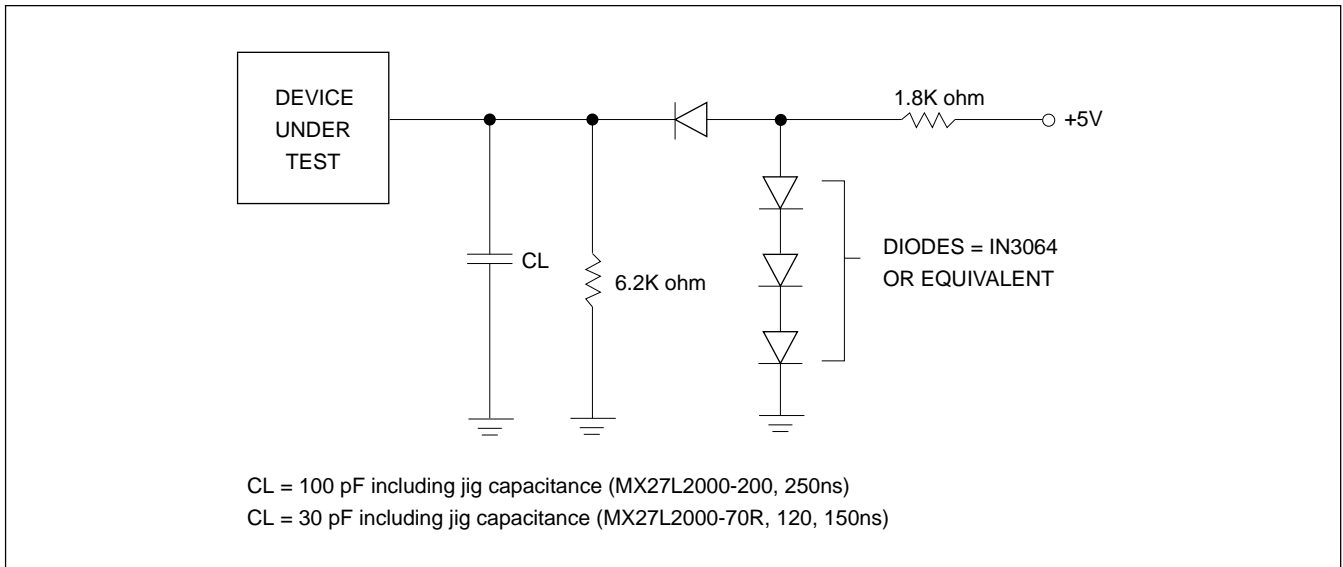 DEVICE
UNDER
TEST
1.8K ohm
+5V
CL
6.2K ohm
DIODES = IN3064
OR EQUIVALENT
CL = 100 pF including jig capacitance (MX27L2000-200, 250ns)
CL = 30 pF including jig capacitance (MX27L2000-70R, 120, 150ns)